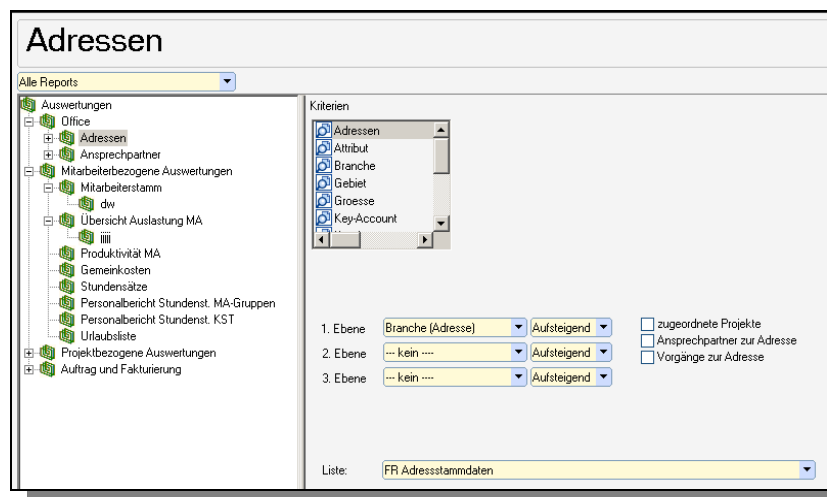 Adressen
Alle Reports
Auswertungen
Office
Adressen
Ansprechpartner
Mitarbeiterbezogene Auswertungen
Mitarbeiterstamm
dw
Übersicht Auslastung MA
Produktivität MA
Gemeinkosten
Stundensätze
Personalbericht Stundenst. MA-Gruppen
Personalbericht Stundenst. KST
Urlaubsliste
Projektbezogene Auswertungen
Auftrag und Fakturierung
Kriterien
Adressen
Attribut
Branche
Gebiet
Groesse
Key-Account
1. Ebene Branche (Adresse) Aufsteigend zugeordnete Projekte
2. Ebene --- kein ---- Aufsteigend Ansprechpartner zur Adresse
3. Ebene --- kein ---- Aufsteigend Vorgänge zur Adresse
Liste: FR Adressstammdaten